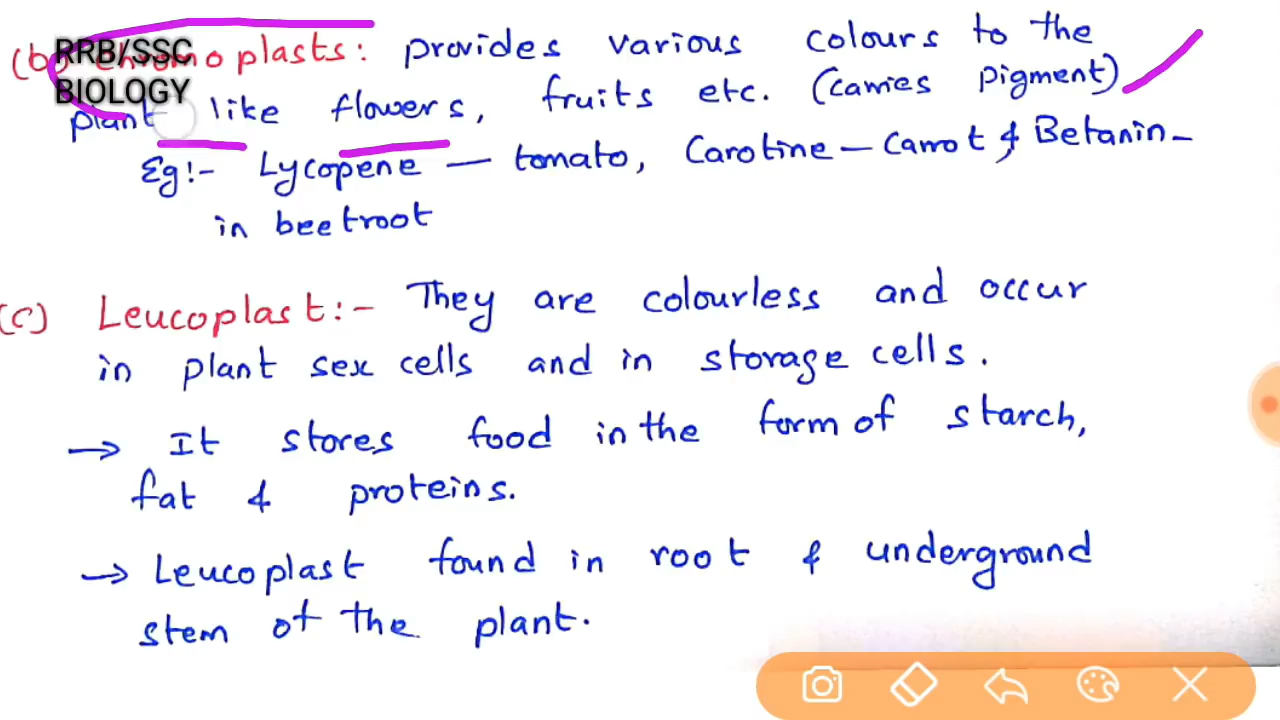 RRB/SSC
BIOLOGY
(b) Chromoplasts: provides various colours to the
plant like flowers, fruits etc. (carries pigment)
Eg:- Lycopene — tomato, Carotine – Carrot & Betanin –
in beetroot
(c) Leucoplast:- They are colourless and occur
in plant sex cells and in storage cells.
→ It stores food in the form of starch,
fat & proteins.
→ Leucoplast found in root & underground
stem of the plant.